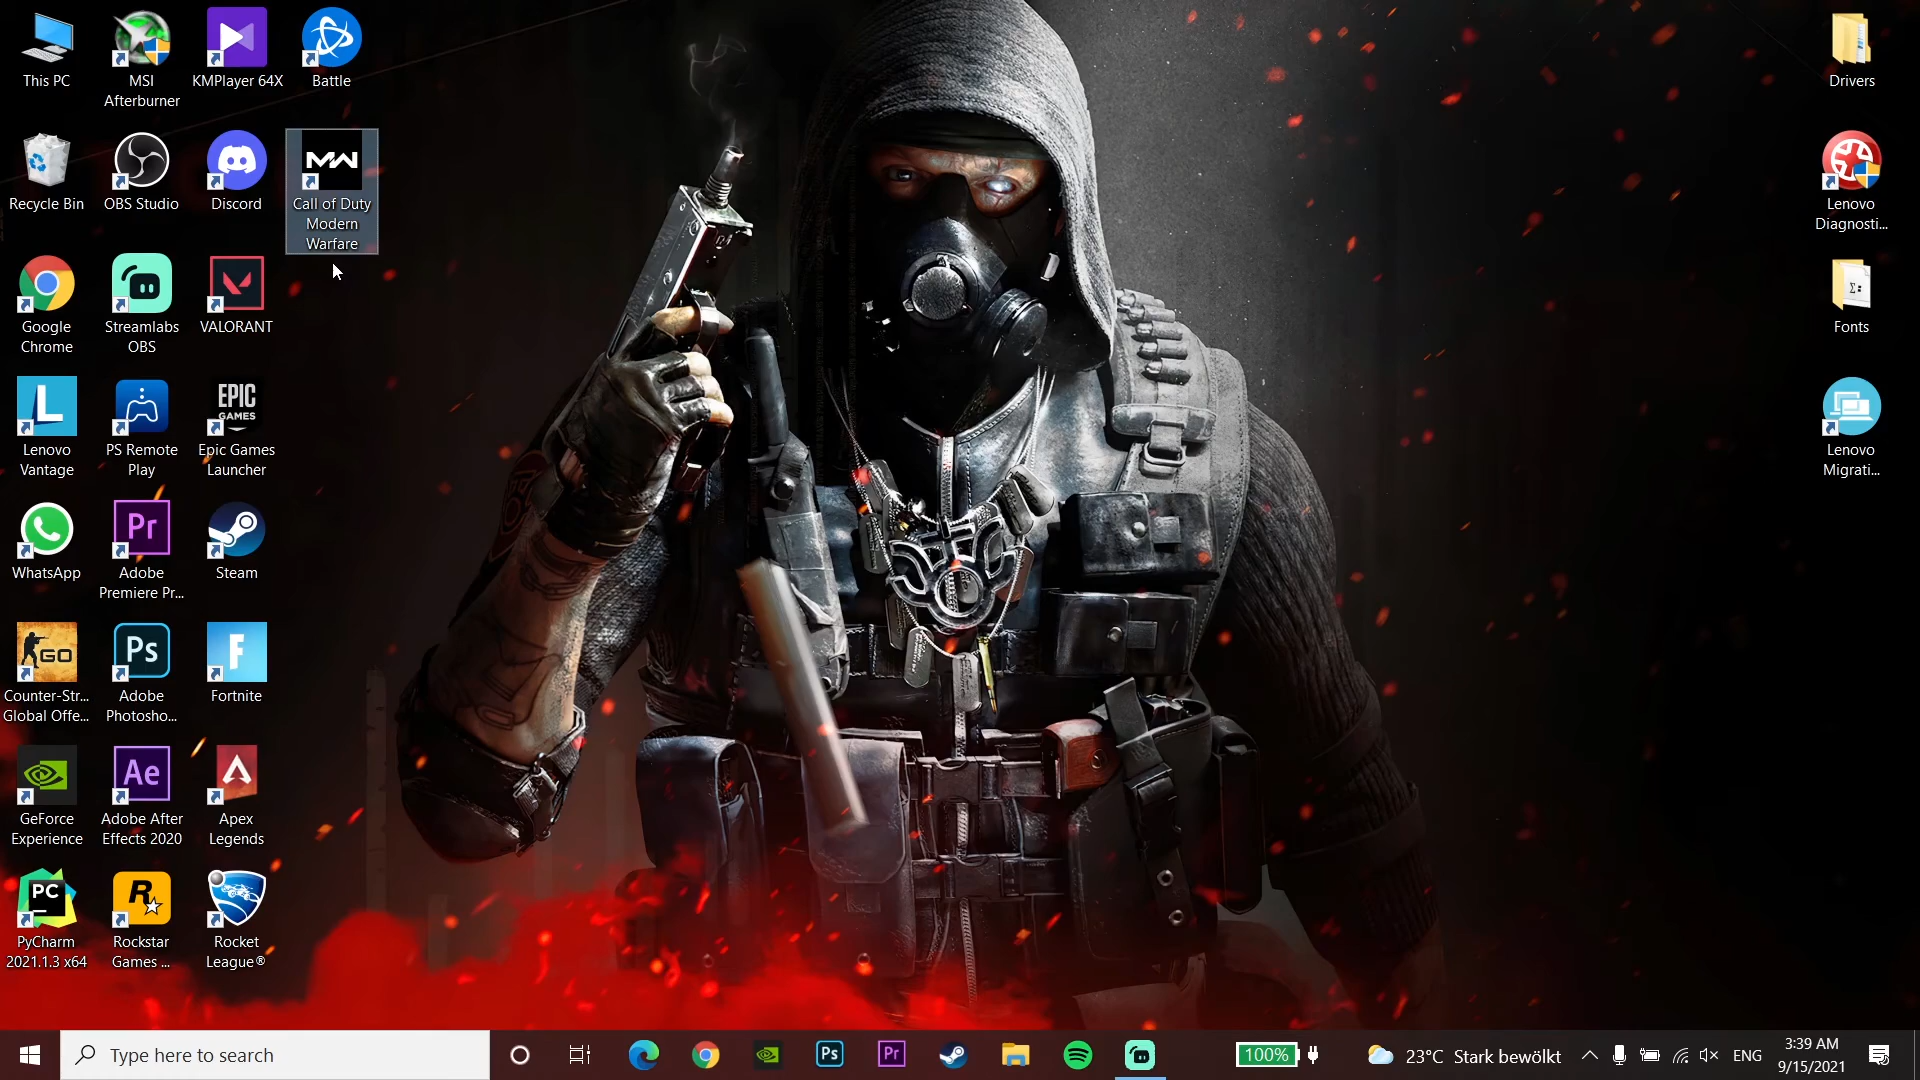 This PC
MSI
Afterburner
KMPlayer 64X
Battle
Recycle Bin
OBS Studio
Discord
MW
Call of Duty
Modern
Warfare
Google
Chrome
Streamlabs
OBS
VALORANT
L
Lenovo
Vantage
PS Remote
Play
EPIC
GAMES
Epic Games
Launcher
WhatsApp
Pr
Adobe
Premiere Pr...
Steam
GO
Counter-Str...
Global Offe...
Ps
Adobe
Photosho...
F
Fortnite
GeForce
Experience
Ae
Adobe After
Effects 2020
Apex
Legends
PC
PyCharm
2021.1.3 x64
R
Rockstar
Games ...
Rocket
League®
Drivers
Lenovo
Diagnosti...
Fonts
Lenovo
Migrati...
Type here to search
Ps
Pr
100%
23°C Stark bewölkt
ENG
3:39 AM
9/15/2021